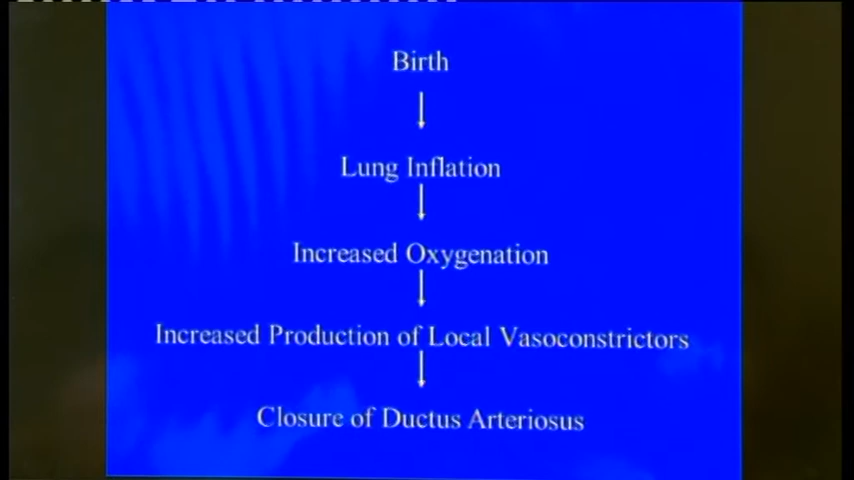 Birth
Lung Inflation
Increased Oxygenation
Increased Production of Local Vasoconstrictors
Closure of Ductus Arteriosus